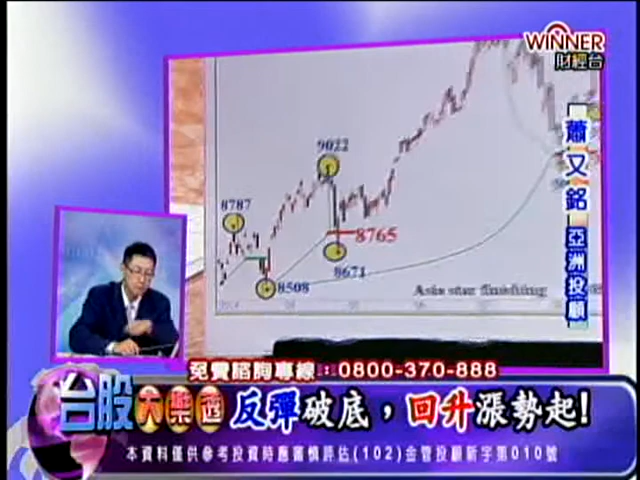 WINNER
財經台
9022
8787
8765
8671
8508
Asia star finishing
蕭又銘 亞洲投顧
免費諮詢專線：0800-370-888
台股大樂透 反彈破底，回升漲勢起!
本資料僅供參考投資時應審慎評估(102)金管投顧新字第010號